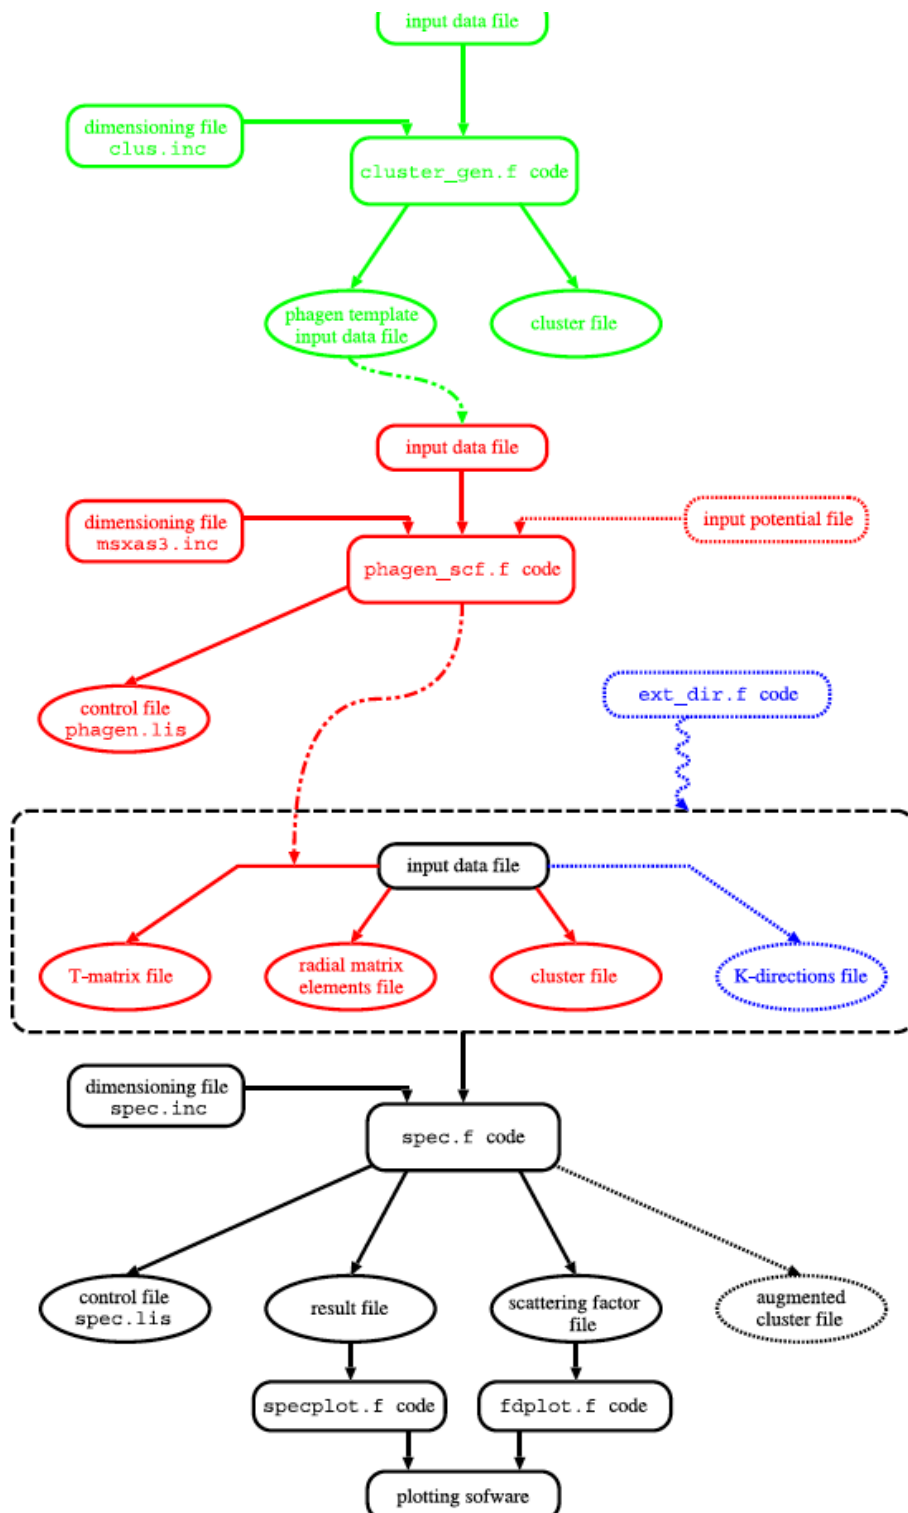 input data file
dimensioning file
clus.inc
cluster_gen.f code
phagen template
input data file
cluster file
input data file
dimensioning file
msxas3.inc
input potential file
phagen_scf.f code
control file
phagen.lis
ext_dir.f code
input data file
T-matrix file
radial matrix
elements file
cluster file
K-directions file
dimensioning file
spec.inc
spec.f code
control file
spec.lis
result file
scattering factor
file
augmented
cluster file
specplot.f code
fdplot.f code
plotting sofware